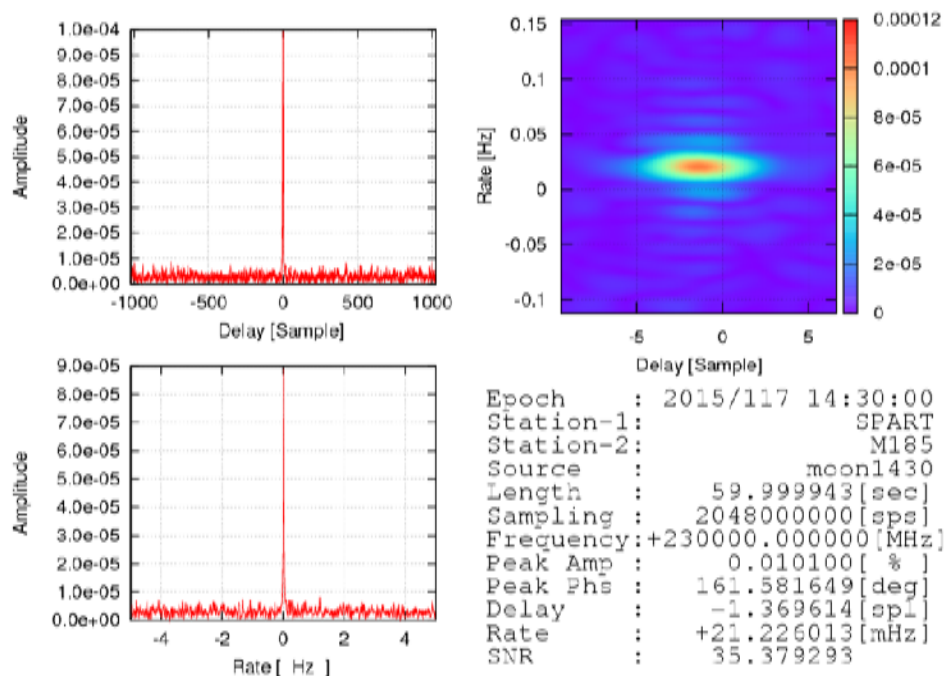 1.0e-04
9.0e-05
8.0e-05
7.0e-05
6.0e-05
5.0e-05
4.0e-05
3.0e-05
2.0e-05
1.0e-05
0.0e+00
Amplitude
-1000 -500 0 500 1000
Delay [Sample]
0.15
0.1
0.05
0
-0.05
-0.1
Rate [Hz]
-5 0 5
Delay [Sample]
0.00012
0.0001
8e-05
6e-05
4e-05
2e-05
0
9.0e-05
8.0e-05
7.0e-05
6.0e-05
5.0e-05
4.0e-05
3.0e-05
2.0e-05
1.0e-05
0.0e+00
Amplitude
-4 -2 0 2 4
Rate [ Hz ]
Epoch : 2015/117 14:30:00
Station-1: SPART
Station-2: M185
Source : moon1430
Length : 59.999943[sec]
Sampling : 2048000000[sps]
Frequency:+230000.000000[MHz]
Peak Amp : 0.010100[ % ]
Peak Phs : 161.581649[deg]
Delay : -1.369614[spl]
Rate : +21.226013[mHz]
SNR : 35.379293